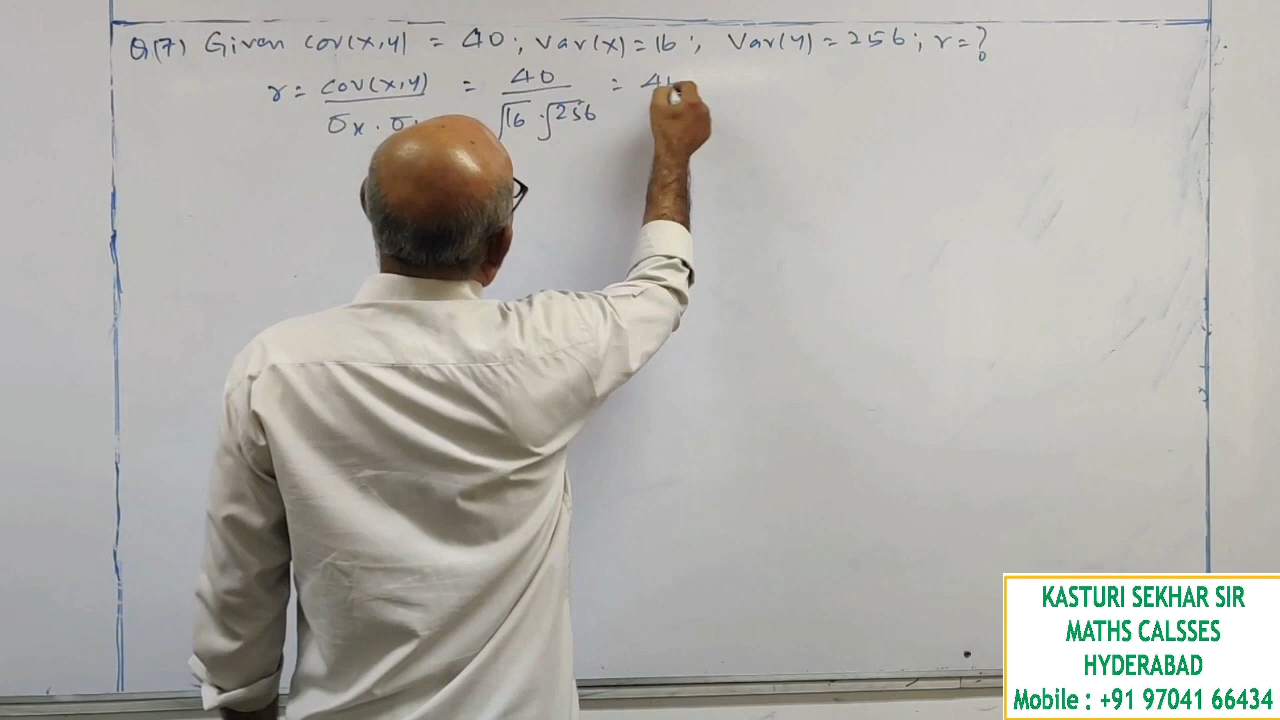 Q(7) Given cov(x,y) = 40; Var(x)=16; Var(y)=256; r=?
r = cov(x,y) / σx . σ = 40 / √16 . √256 = 40
KASTURI SEKHAR SIR
MATHS CALSSES
HYDERABAD
Mobile : +91 97041 66434